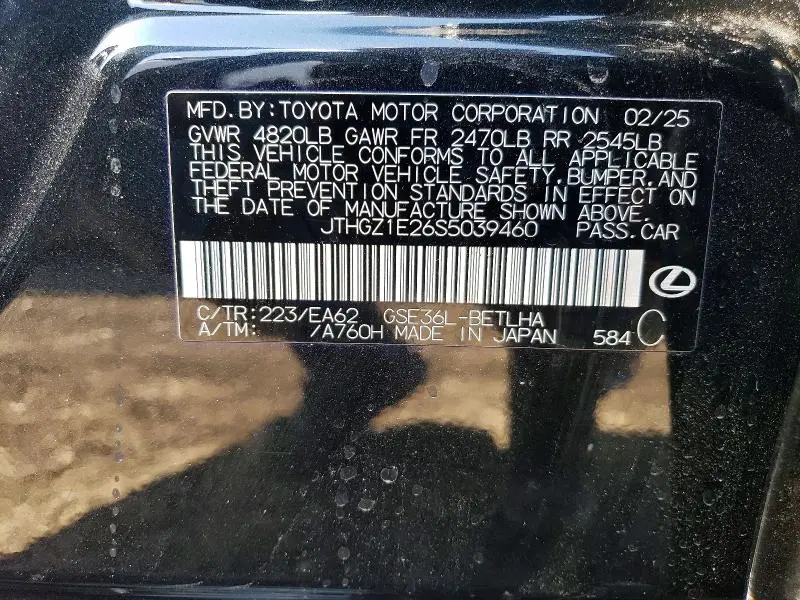 MFD.BY:TOYOTA MOTOR CORPORATION 02/25
GVWR 4820LB GAWR FR 2470LB RR 2545LB
THIS VEHICLE CONFORMS TO ALL APPLICABLE
FEDERAL MOTOR VEHICLE SAFETY,BUMPER,AND
THEFT PREVENTION STANDARDS IN EFFECT ON
THE DATE OF MANUFACTURE SHOWN ABOVE.
JTHGZ1E26S5039460 PASS.CAR
C/TR:223/EA62 GSE36L-BETLHA
A/TM: /A760H MADE IN JAPAN 584 C